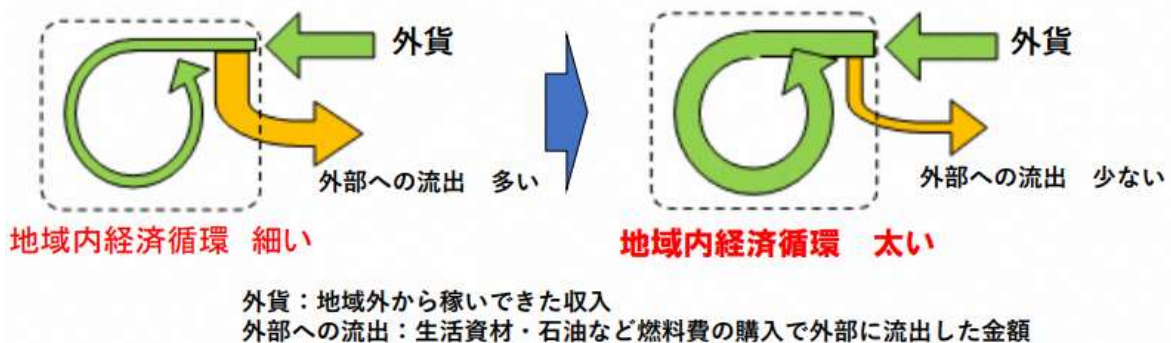 外貨
外貨
外部への流出　多い
外部への流出　少ない
地域内経済循環　細い
地域内経済循環　太い
外貨：地域外から稼いできた収入
外部への流出：生活資材・石油など燃料費の購入で外部に流出した金額